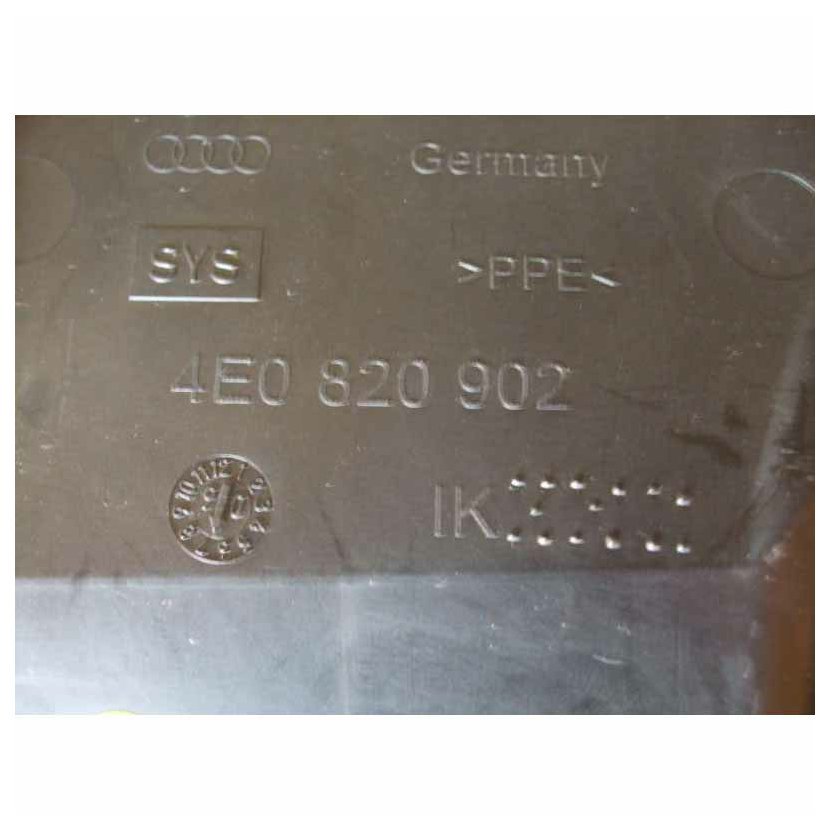 Germany
SYS >PPE<
4E0 820 902
IK